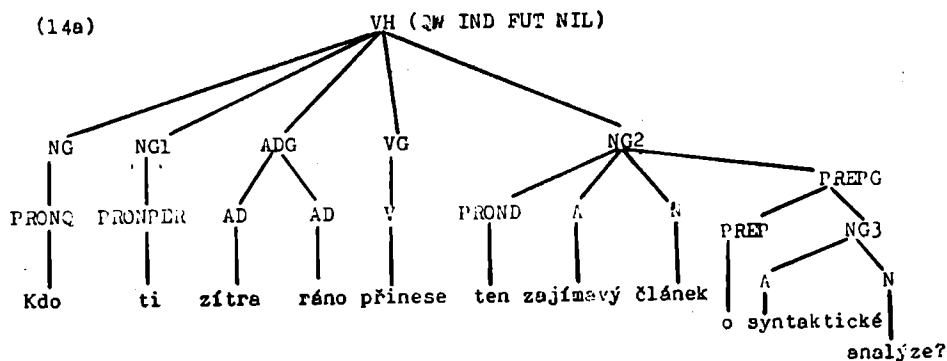 (14a)
VH (QW IND FUT NIL)
NG NG1 ADG VG NG2
PREPG
PRONQ PRONPER AD AD V PROND A N
PREP NG3
A N
Kdo ti zítra ráno přinese ten zajímavý článek
o syntaktické
analýze?